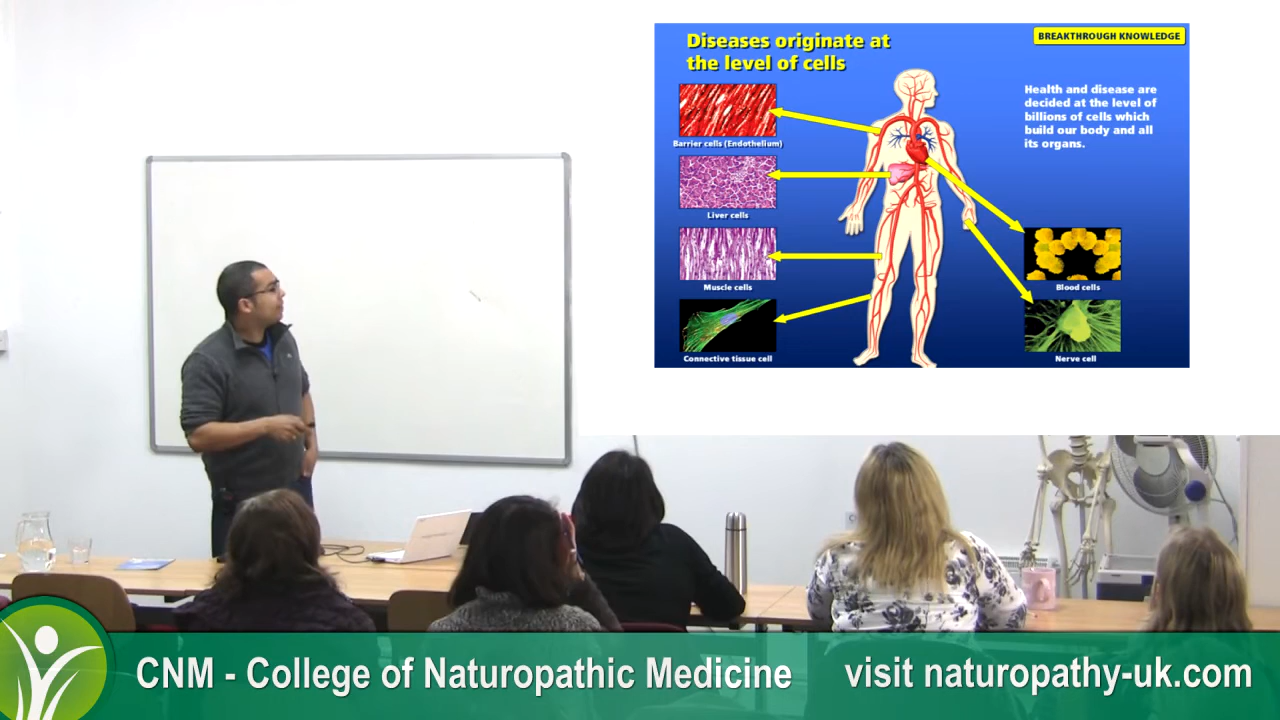 Diseases originate at
the level of cells
BREAKTHROUGH KNOWLEDGE
Health and disease are
decided at the level of
billions of cells which
build our body and all
its organs.
Barrier cells (Endothelium)
Liver cells
Muscle cells
Connective tissue cell
Blood cells
Nerve cell
CNM - College of Naturopathic Medicine
visit naturopathy-uk.com